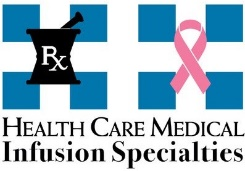 Rx
HEALTH CARE MEDICAL
Infusion Specialties